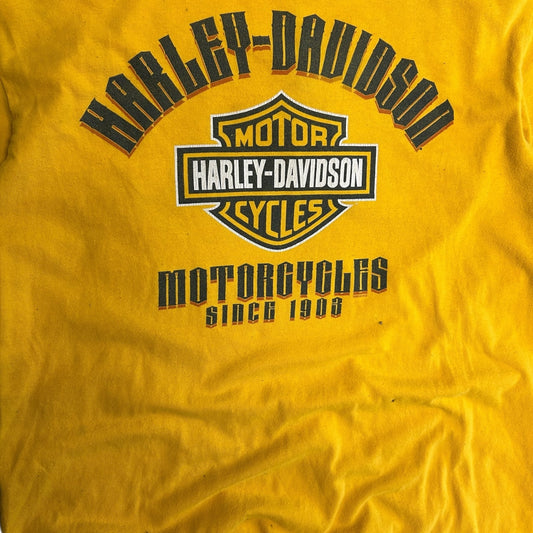 HARLEY-DAVIDSON
MOTOR
HARLEY-DAVIDSON
CYCLES
MOTORCYCLES
SINCE 1903